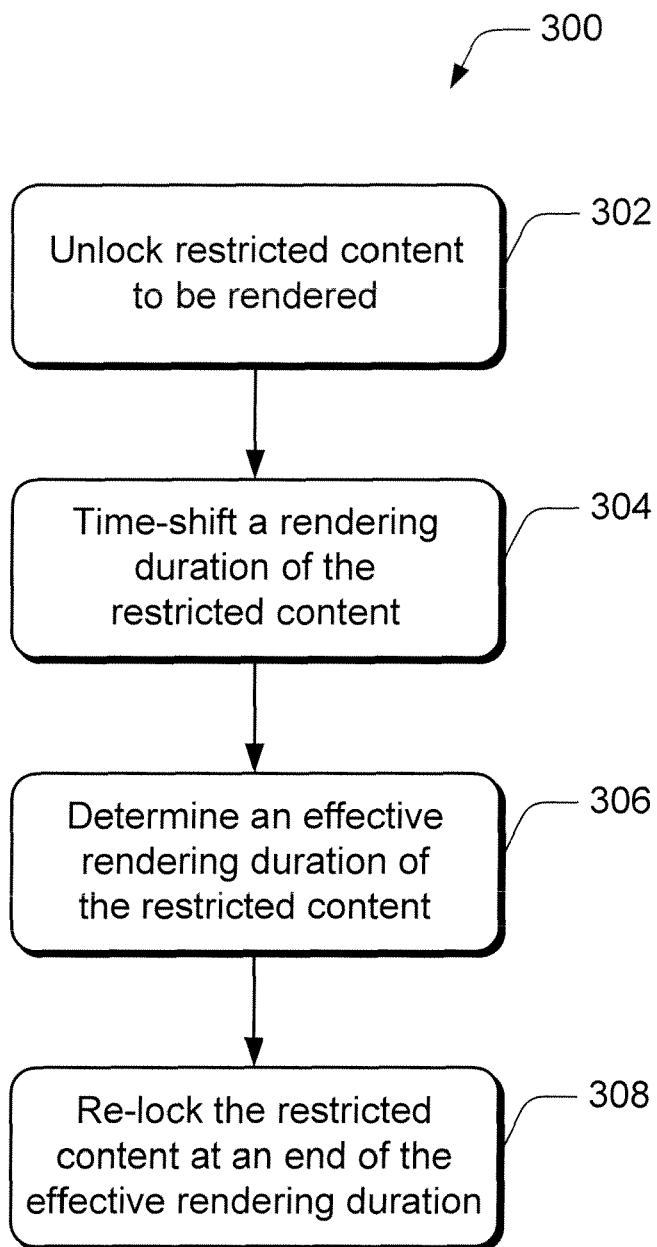 300
302
Unlock restricted content
to be rendered
304
Time-shift a rendering
duration of the
restricted content
306
Determine an effective
rendering duration of
the restricted content
308
Re-lock the restricted
content at an end of the
effective rendering duration